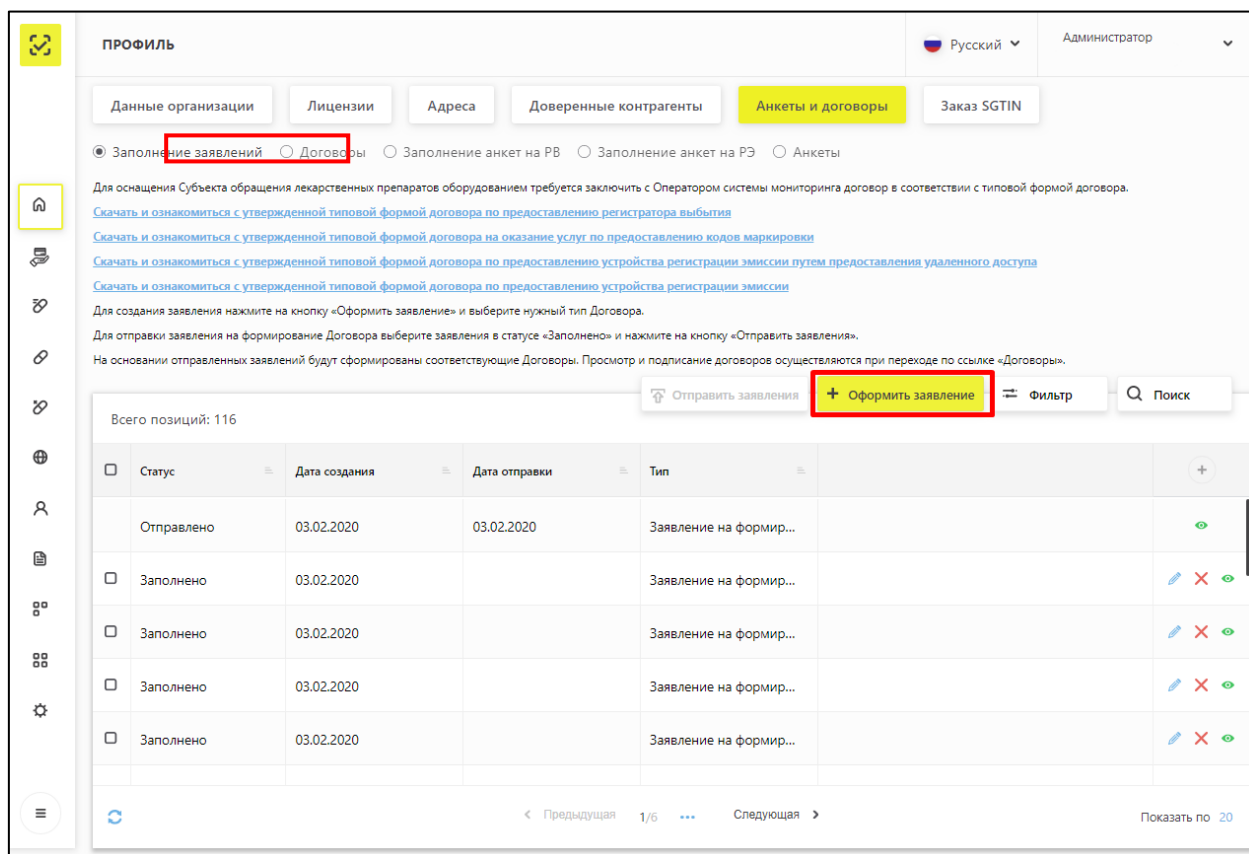 ПРОФИЛЬ
Русский
Администратор
Данные организации
Лицензии
Адреса
Доверенные контрагенты
Анкеты и договоры
Заказ SGTIN
Заполнение заявлений
Договоры
Заполнение анкет на РВ
Заполнение анкет на РЭ
Анкеты
Для оснащения Субъекта обращения лекарственных препаратов оборудованием требуется заключить с Оператором системы мониторинга договор в соответствии с типовой формой договора.
Скачать и ознакомиться с утвержденной типовой формой договора по предоставлению регистратора выбытия
Скачать и ознакомиться с утвержденной типовой формой договора на оказание услуг по предоставлению кодов маркировки
Скачать и ознакомиться с утвержденной типовой формой договора по предоставлению устройства регистрации эмиссии путем предоставления удаленного доступа
Скачать и ознакомиться с утвержденной типовой формой договора по предоставлению устройства регистрации эмиссии
Для создания заявления нажмите на кнопку «Оформить заявление» и выберите нужный тип Договора.
Для отправки заявления на формирование Договора выберите заявления в статусе «Заполнено» и нажмите на кнопку «Отправить заявления».
На основании отправленных заявлений будут сформированы соответствующие Договоры. Просмотр и подписание договоров осуществляются при переходе по ссылке «Договоры».
Отправить заявления
+ Оформить заявление
Фильтр
Поиск
Всего позиций: 116
Статус
Дата создания
Дата отправки
Тип
Отправлено 03.02.2020 03.02.2020 Заявление на формир...
Заполнено 03.02.2020 Заявление на формир...
Заполнено 03.02.2020 Заявление на формир...
Заполнено 03.02.2020 Заявление на формир...
Заполнено 03.02.2020 Заявление на формир...
Предыдущая 1/6 ... Следующая
Показать по 20